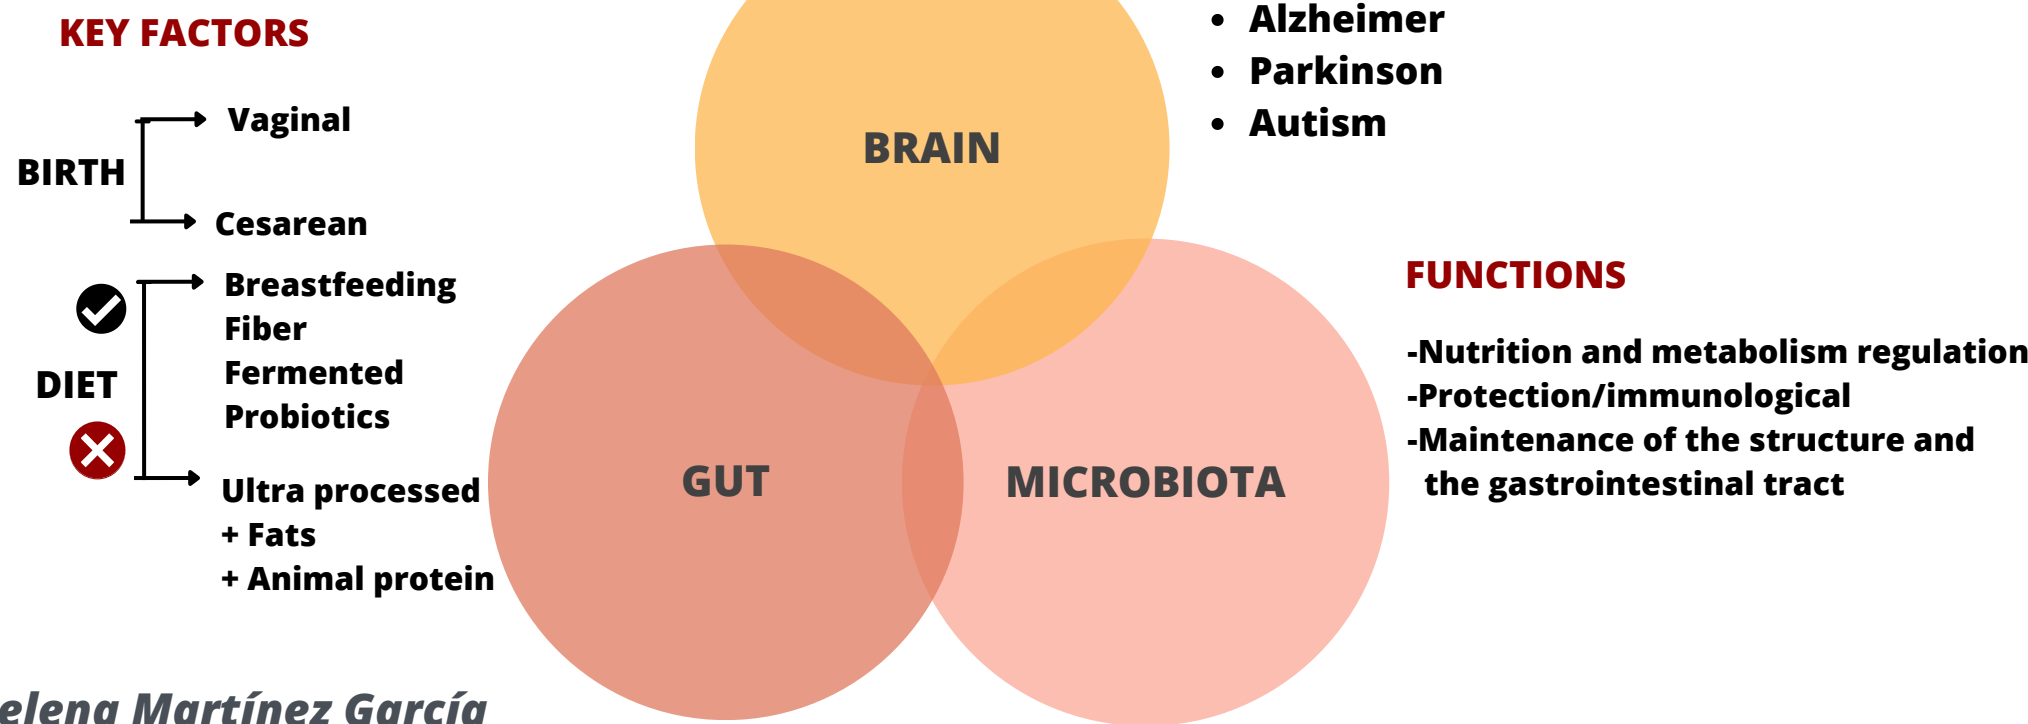 KEY FACTORS
BIRTH
Vaginal
Cesarean
DIET
Breastfeeding
Fiber
Fermented
Probiotics
Ultra processed
+ Fats
+ Animal protein
BRAIN
GUT
MICROBIOTA
• Alzheimer
• Parkinson
• Autism
FUNCTIONS
-Nutrition and metabolism regulation
-Protection/immunological
-Maintenance of the structure and
the gastrointestinal tract
elena Martínez García